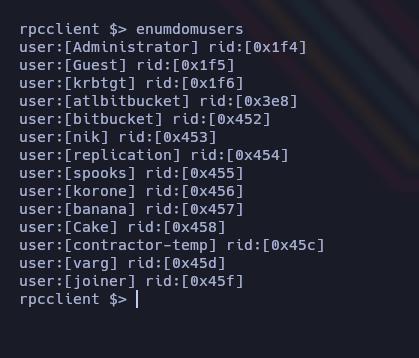 rpcclient $> enumdomusers
user:[Administrator] rid:[0x1f4]
user:[Guest] rid:[0x1f5]
user:[krbtgt] rid:[0x1f6]
user:[atlbitbucket] rid:[0x3e8]
user:[bitbucket] rid:[0x452]
user:[nik] rid:[0x453]
user:[replication] rid:[0x454]
user:[spooks] rid:[0x455]
user:[korone] rid:[0x456]
user:[banana] rid:[0x457]
user:[Cake] rid:[0x458]
user:[contractor-temp] rid:[0x45c]
user:[varg] rid:[0x45d]
user:[joiner] rid:[0x45f]
rpcclient $>